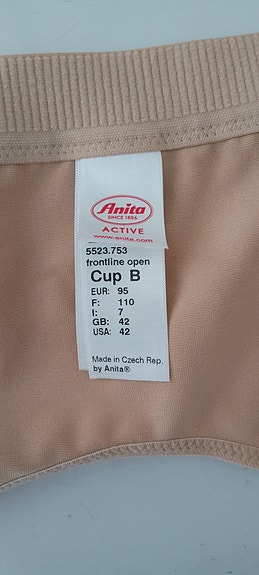 Anita
SINCE 1886
ACTIVE
www.anita.com
5523.753
frontline open
Cup B
EUR: 95
F: 110
I: 7
GB: 42
USA: 42
Made in Czech Rep.
by Anita®